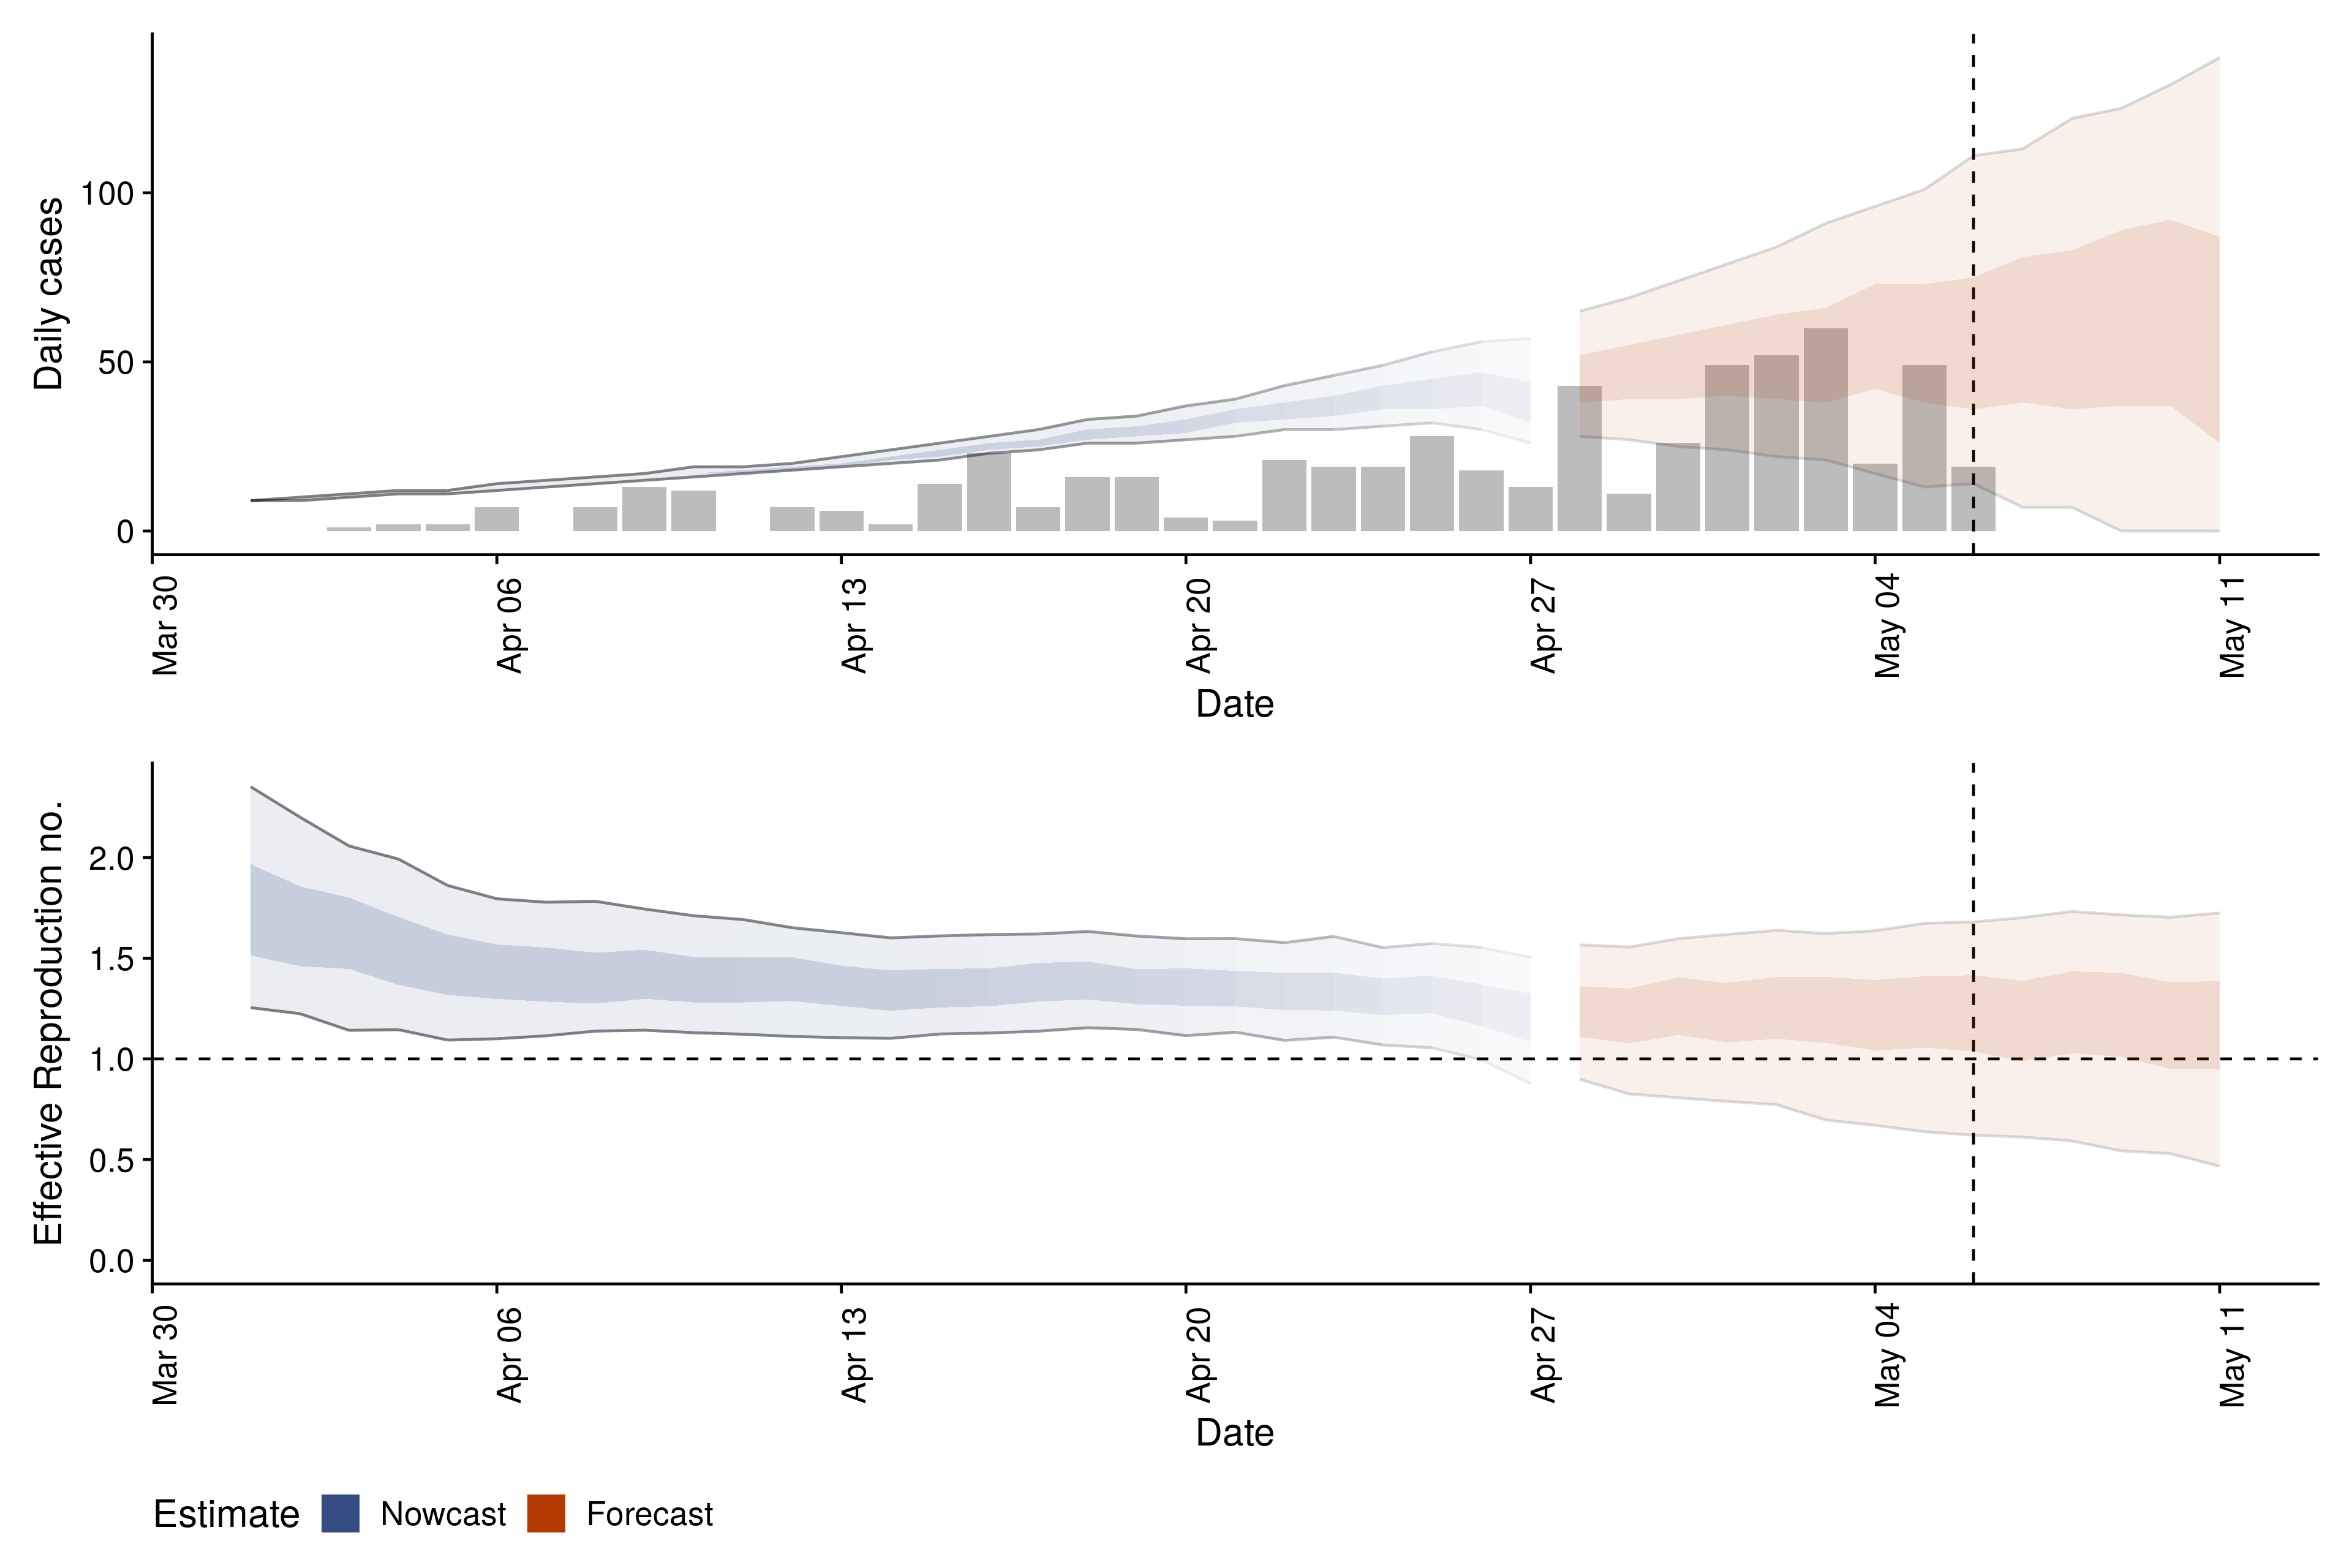 Daily cases
100
50
0
Mar 30
Apr 06
Apr 13
Apr 20
Apr 27
May 04
May 11
Date
Effective Reproduction no.
2.0
1.5
1.0
0.5
0.0
Mar 30
Apr 06
Apr 13
Apr 20
Apr 27
May 04
May 11
Date
Estimate Nowcast Forecast